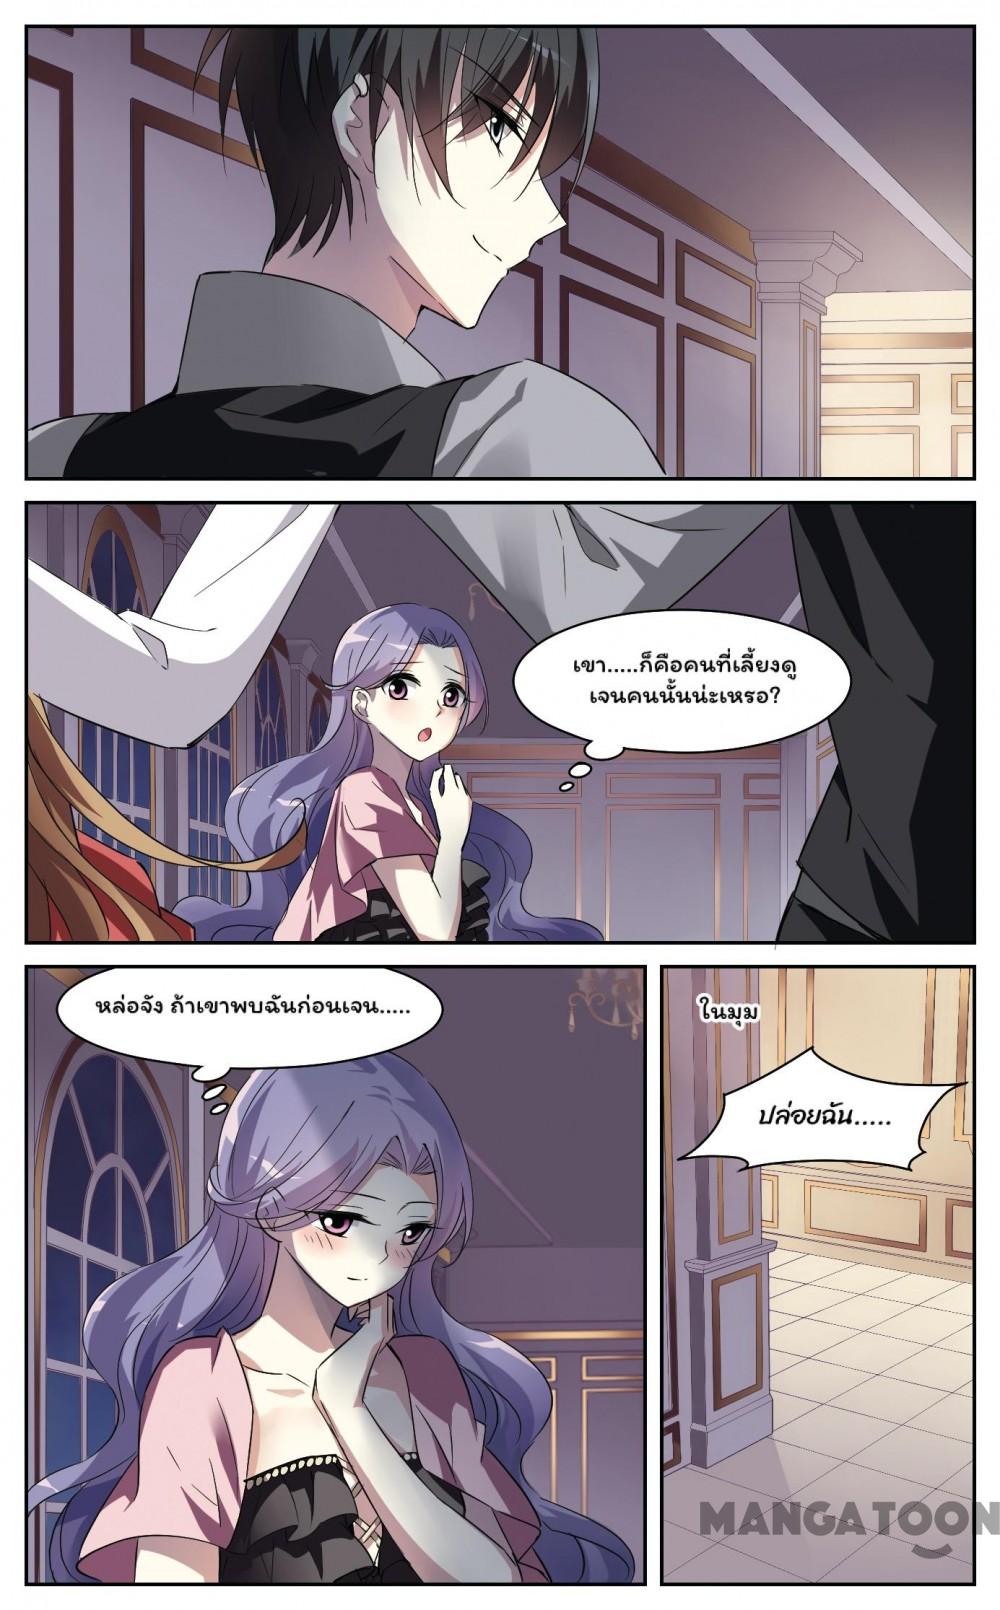 เขา.....ก็คือคนที่เลี้ยงดู
เจนคนนั้นน่ะเหรอ?
หล่อจัง ถ้าเขาพบฉันก่อนเจน.....
ในมุม
ปล่อยฉัน.....
MANGATOON